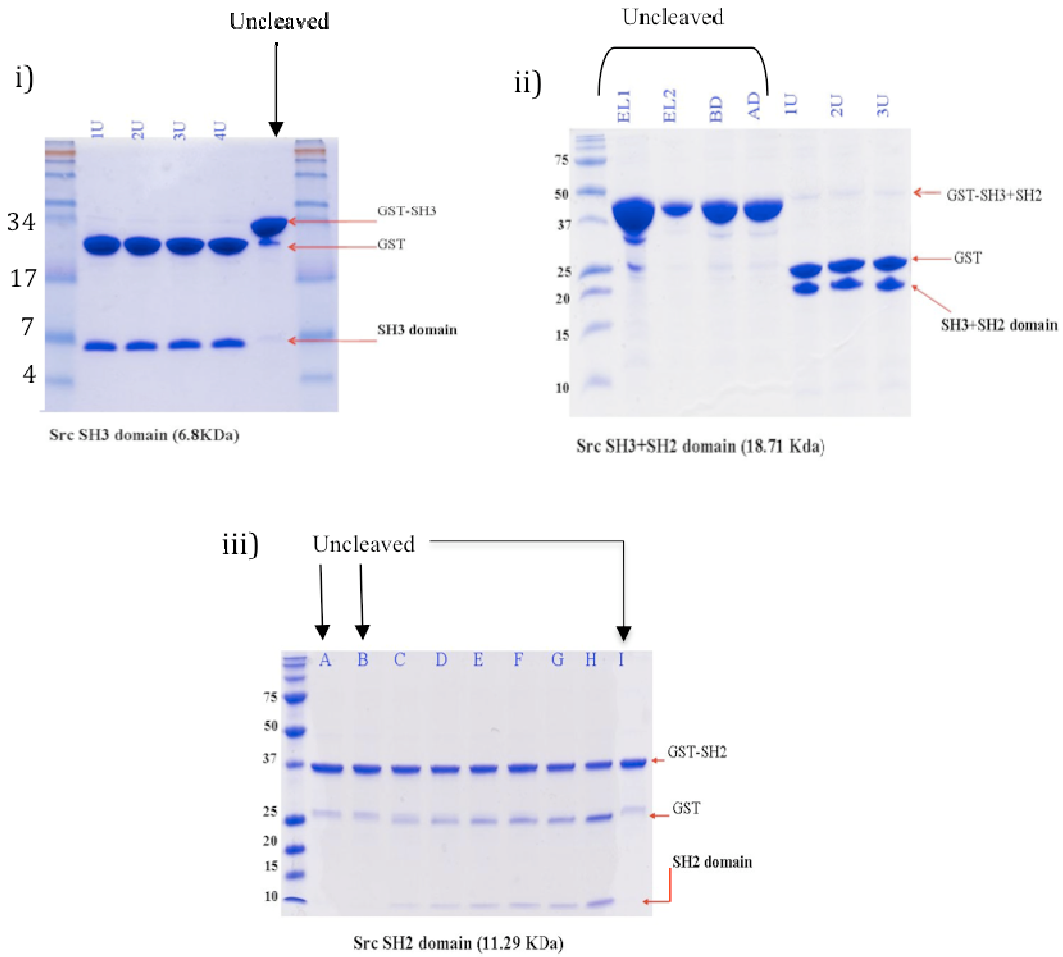 Uncleaved
i)
1U 2U 3U 4U
34
17
7
4
GST-SH3
GST
SH3 domain
Src SH3 domain (6.8KDa)
Uncleaved
ii)
EL1 EL2 BD AD 1U 2U 3U
75
50
37
25
20
15
10
GST-SH3+SH2
GST
SH3+SH2 domain
Src SH3+SH2 domain (18.71 Kda)
iii)
Uncleaved
A B C D E F G H I
75
50
37
25
20
15
10
GST-SH2
GST
SH2 domain
Src SH2 domain (11.29 KDa)